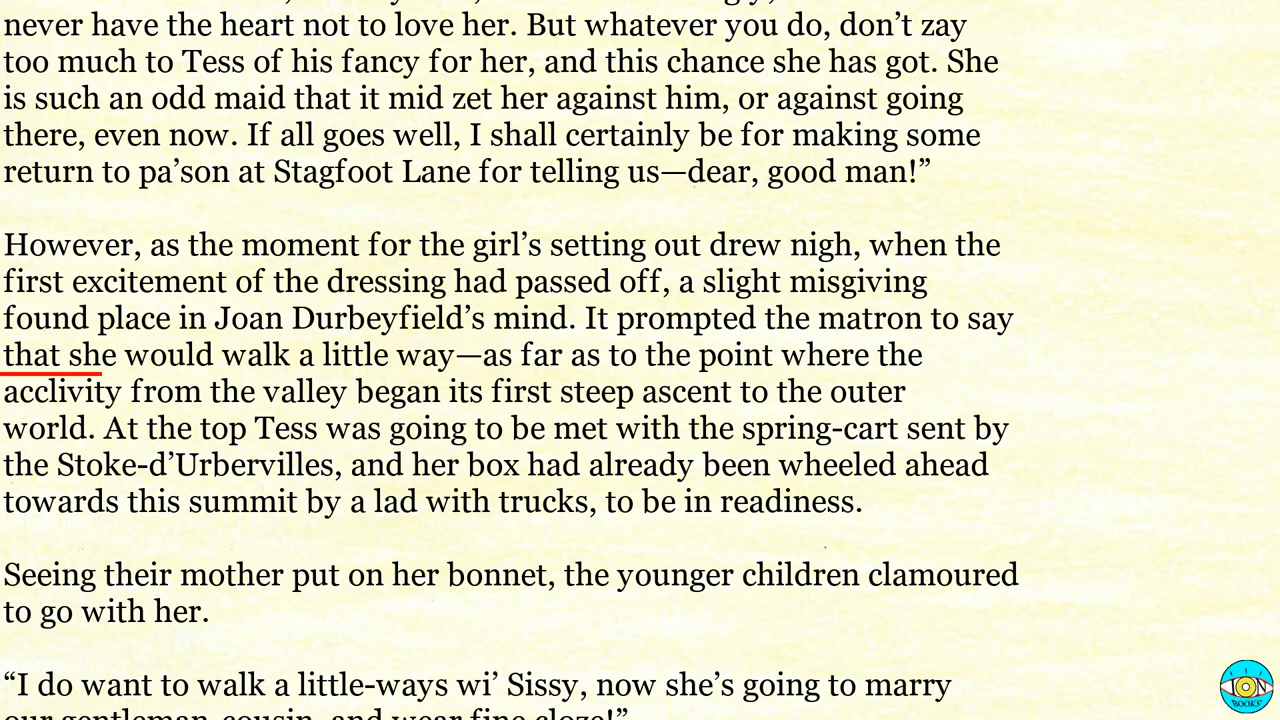 never have the heart not to love her. But whatever you do, don’t zay
too much to Tess of his fancy for her, and this chance she has got. She
is such an odd maid that it mid zet her against him, or against going
there, even now. If all goes well, I shall certainly be for making some
return to pa’son at Stagfoot Lane for telling us—dear, good man!”
However, as the moment for the girl’s setting out drew nigh, when the
first excitement of the dressing had passed off, a slight misgiving
found place in Joan Durbeyfield’s mind. It prompted the matron to say
that she would walk a little way—as far as to the point where the
acclivity from the valley began its first steep ascent to the outer
world. At the top Tess was going to be met with the spring-cart sent by
the Stoke-d’Urbervilles, and her box had already been wheeled ahead
towards this summit by a lad with trucks, to be in readiness.
Seeing their mother put on her bonnet, the younger children clamoured
to go with her.
“I do want to walk a little-ways wi’ Sissy, now she’s going to marry
our gentleman-cousin, and wear fine cloze!”
ION
BOOKS